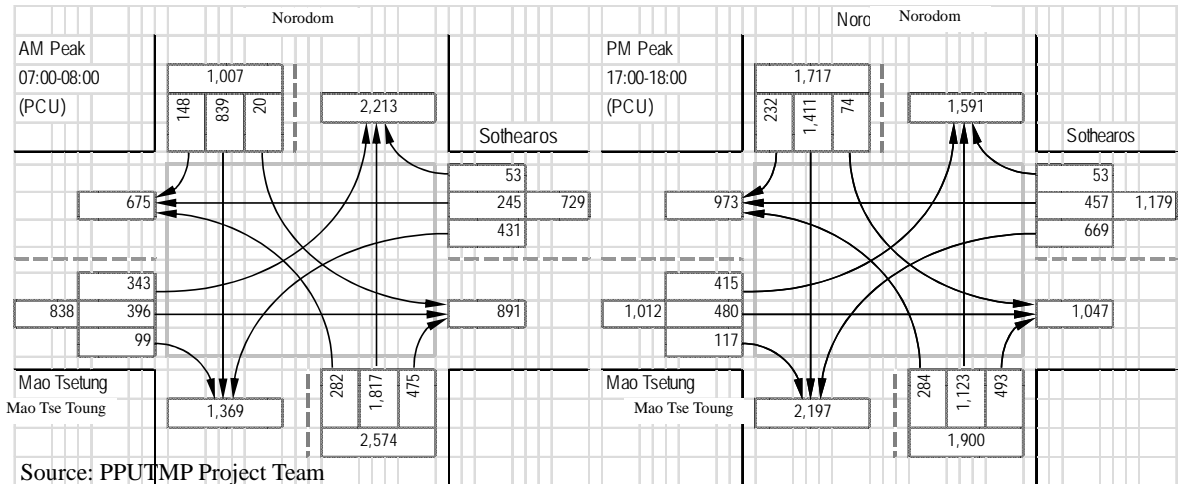 Norodom
AM Peak
07:00-08:00
(PCU)
1,007
148 839 20
2,213
Sothearos
53
675
245 729
431
343
838 396
99
891
Mao Tsetung
Mao Tse Toung
1,369
282 1,817 475
2,574
Source: PPUTMP Project Team
Noro Norodom
PM Peak
17:00-18:00
(PCU)
1,717
232 1,411 74
1,591
Sothearos
53
973
457 1,179
669
415
1,012 480
117
1,047
Mao Tsetung
Mao Tse Toung
2,197
284 1,123 493
1,900